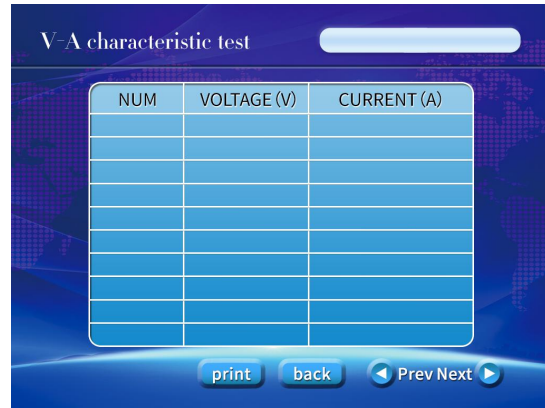 V-A characteristic test
NUM VOLTAGE(V) CURRENT(A)
print back Prev Next